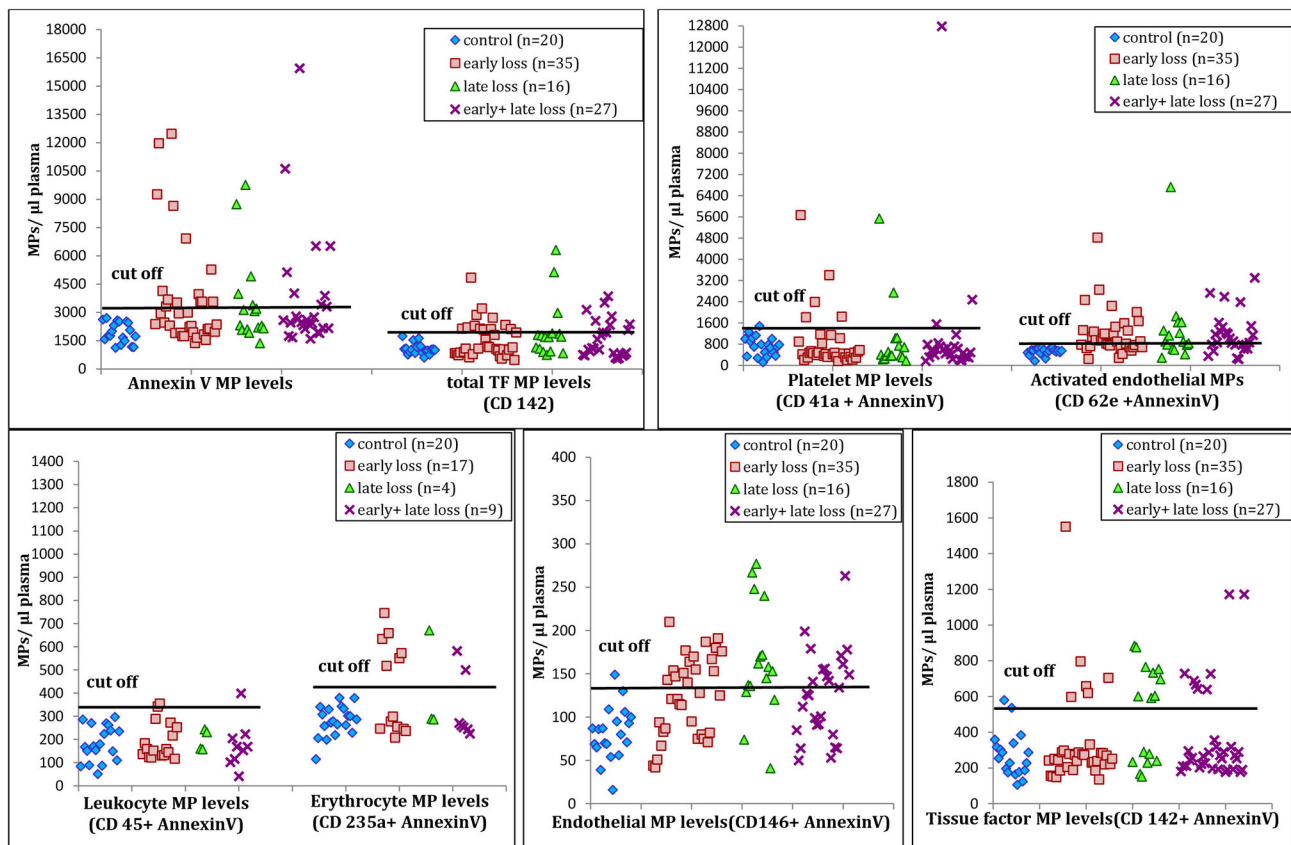 18000
16500
15000
13500
12000
10500
9000
7500
6000
4500
3000
1500
0
MPs/ µl plasma
control (n=20)
early loss (n=35)
late loss (n=16)
early+ late loss (n=27)
cut off
cut off
Annexin V MP levels
total TF MP levels
(CD 142)
12800
12000
11200
10400
9600
8800
8000
7200
6400
5600
4800
4000
3200
2400
1600
800
0
MPs/ µl plasma
control (n=20)
early loss (n=35)
late loss (n=16)
early+ late loss (n=27)
cut off
cut off
Platelet MP levels
(CD 41a + AnnexinV)
Activated endothelial MPs
(CD 62e +AnnexinV)
1400
1300
1200
1100
1000
900
800
700
600
500
400
300
200
100
0
MPs/ µl plasma
control (n=20)
early loss (n=17)
late loss (n=4)
early+ late loss (n=9)
cut off
cut off
Leukocyte MP levels
(CD 45+ AnnexinV)
Erythrocyte MP levels
(CD 235a+ AnnexinV)
400
350
300
250
200
150
100
50
0
MPs/ µl plasma
control (n=20)
early loss (n=35)
late loss (n=16)
early+ late loss (n=27)
cut off
Endothelial MP levels(CD146+ AnnexinV)
1800
1600
1400
1200
1000
800
600
400
200
0
MPs/ µl plasma
control (n=20)
early loss (n=35)
late loss (n=16)
early+ late loss (n=27)
cut off
Tissue factor MP levels(CD 142+ AnnexinV)